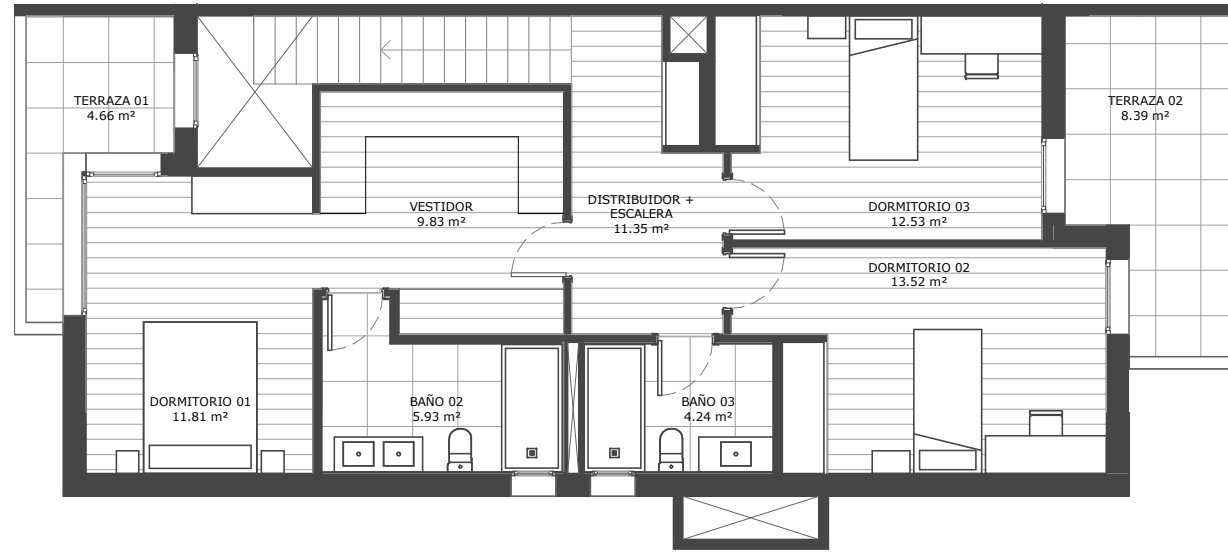 TERRAZA 01
4.66 m²
TERRAZA 02
8.39 m²
VESTIDOR
9.83 m²
DISTRIBUIDOR +
ESCALERA
11.35 m²
DORMITORIO 03
12.53 m²
DORMITORIO 02
13.52 m²
DORMITORIO 01
11.81 m²
BAÑO 02
5.93 m²
BAÑO 03
4.24 m²